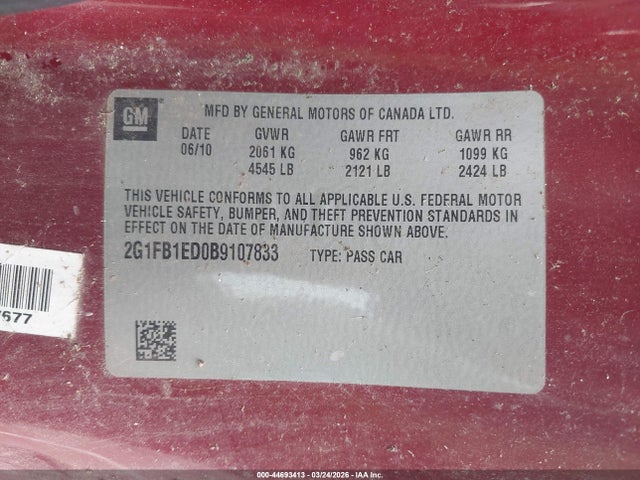 GM
MFD BY GENERAL MOTORS OF CANADA LTD.
DATE GVWR GAWR FRT GAWR RR
06/10 2061 KG 962 KG 1099 KG
4545 LB 2121 LB 2424 LB
THIS VEHICLE CONFORMS TO ALL APPLICABLE U.S. FEDERAL MOTOR
VEHICLE SAFETY, BUMPER, AND THEFT PREVENTION STANDARDS IN
EFFECT ON THE DATE OF MANUFACTURE SHOWN ABOVE.
2G1FB1ED0B9107833 TYPE: PASS CAR
000-44693413 - 03/24/2026 - IAA Inc.